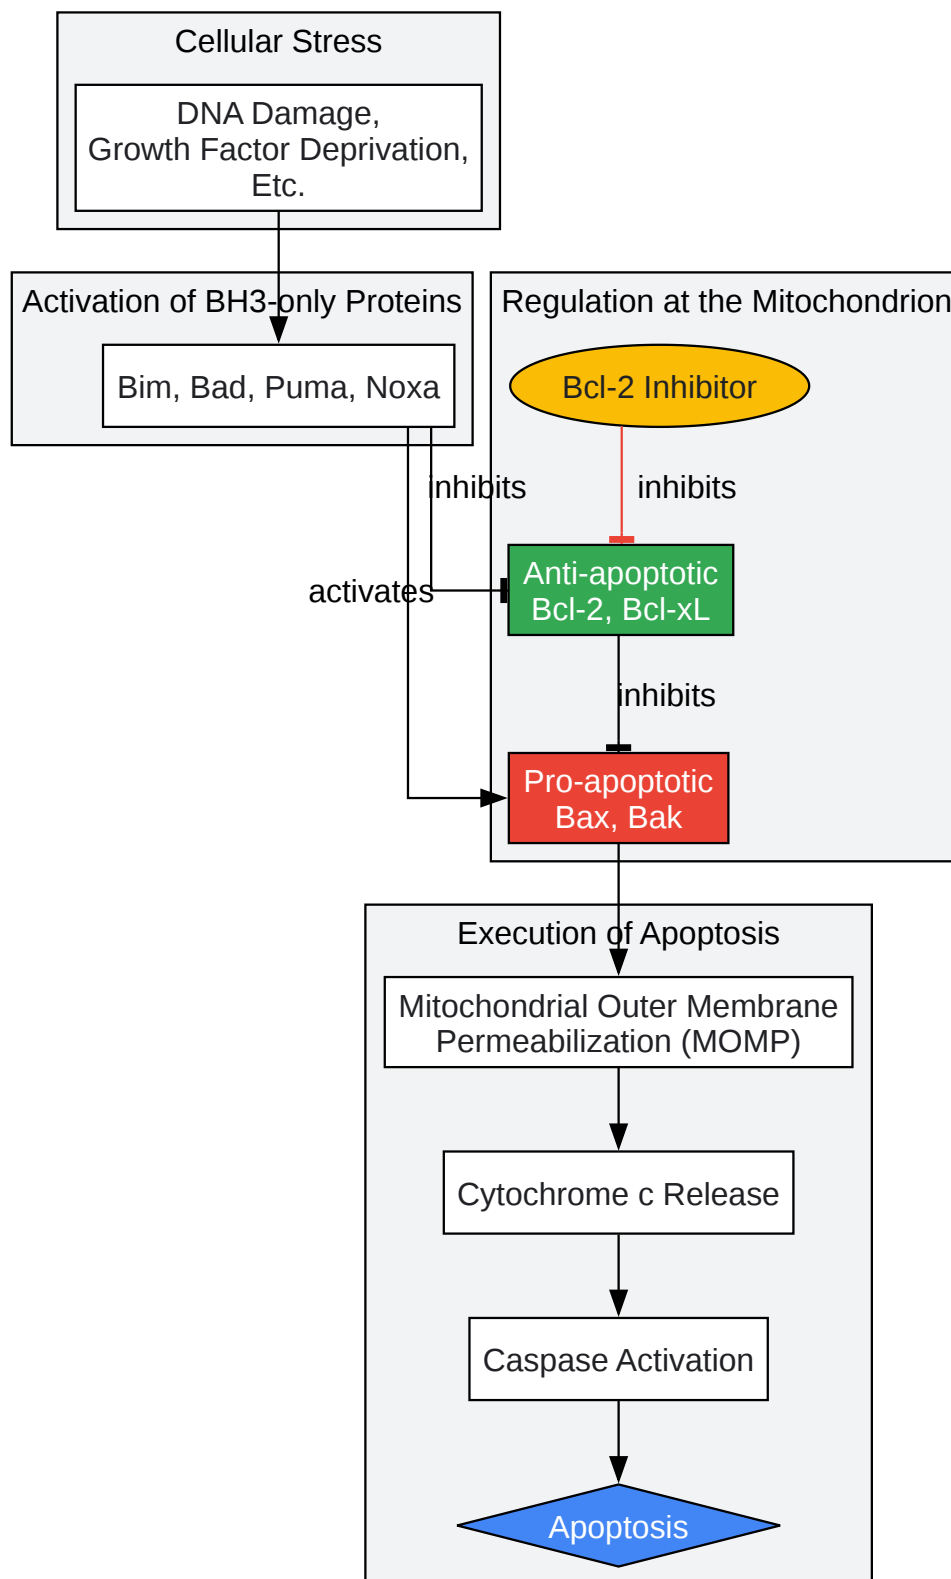 Cellular Stress
DNA Damage,
Growth Factor Deprivation,
Etc.
Activation of BH3-only Proteins
Bim, Bad, Puma, Noxa
Regulation at the Mitochondrion
Bcl-2 Inhibitor
inhibits
inhibits
activates
Anti-apoptotic
Bcl-2, Bcl-xL
inhibits
Pro-apoptotic
Bax, Bak
Execution of Apoptosis
Mitochondrial Outer Membrane
Permeabilization (MOMP)
Cytochrome c Release
Caspase Activation
Apoptosis